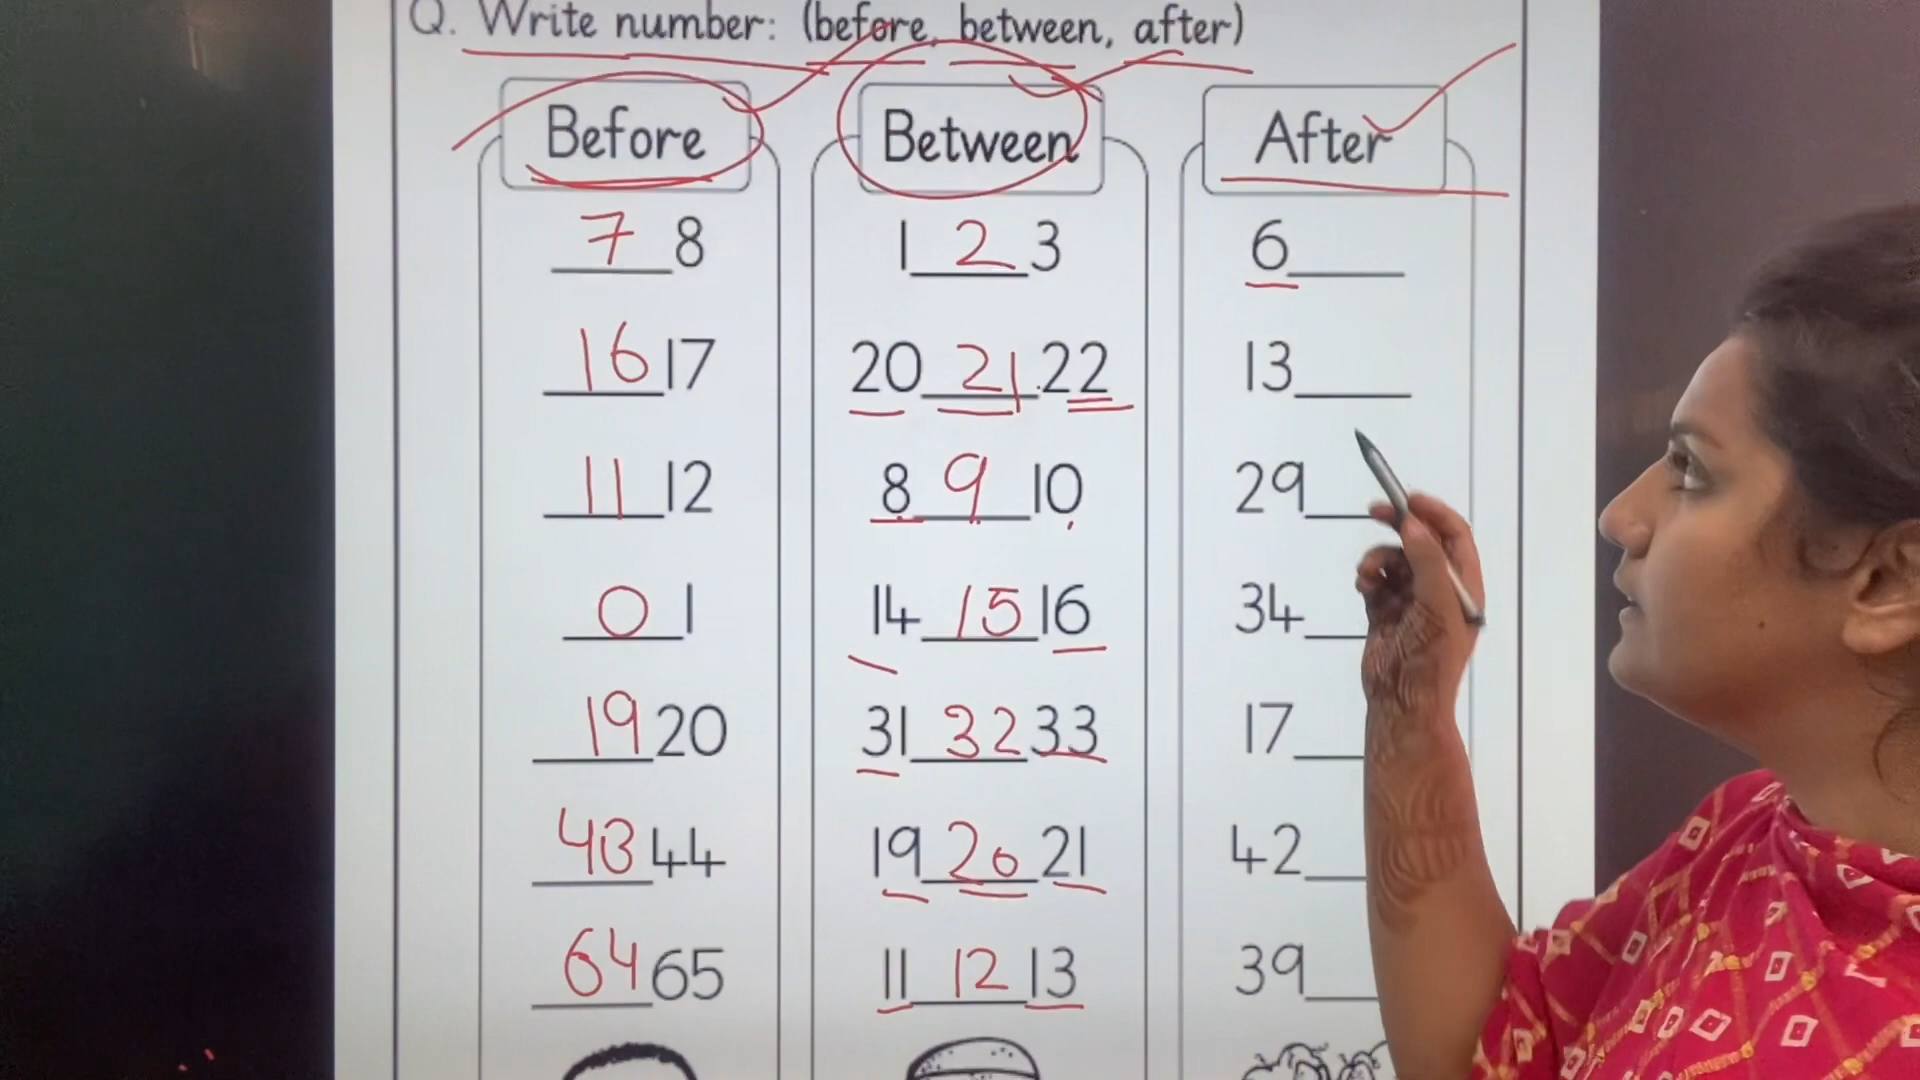 Q. Write number: (before, between, after)
Before Between After
7 8 1 2 3 6
16 17 20 21 22 13
11 12 8 9 10 29
0 1 14 15 16 34
19 20 31 32 33 17
43 44 19 20 21 42
64 65 11 12 13 39